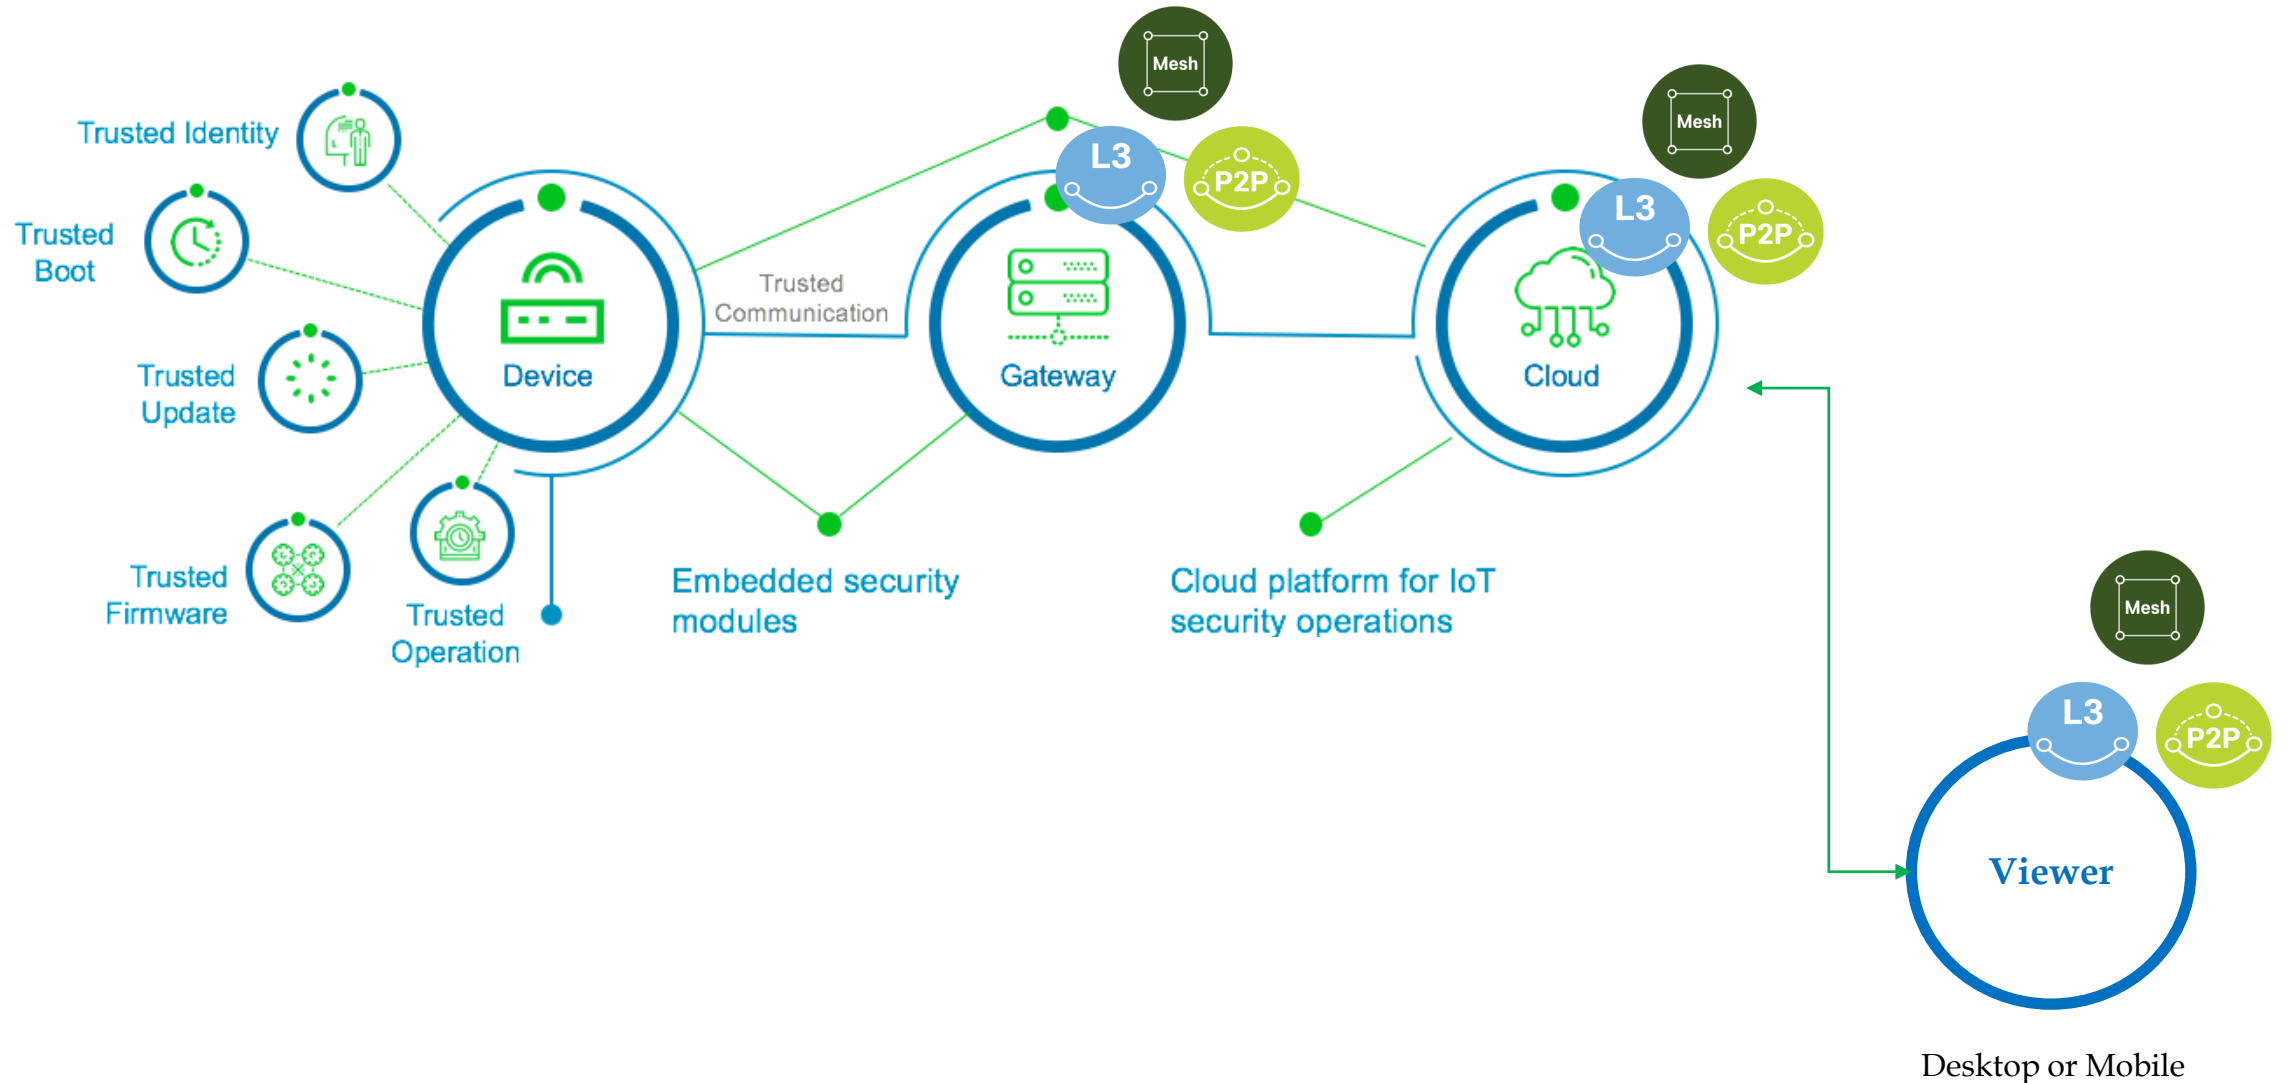 Mesh
Mesh
Trusted Identity
L3
P2P
L3
P2P
Trusted
Boot
Trusted
Communication
Trusted
Update
Device
Gateway
Cloud
Trusted
Firmware
Trusted
Operation
Embedded security
modules
Cloud platform for IoT
security operations
Mesh
L3
P2P
Viewer
Desktop or Mobile